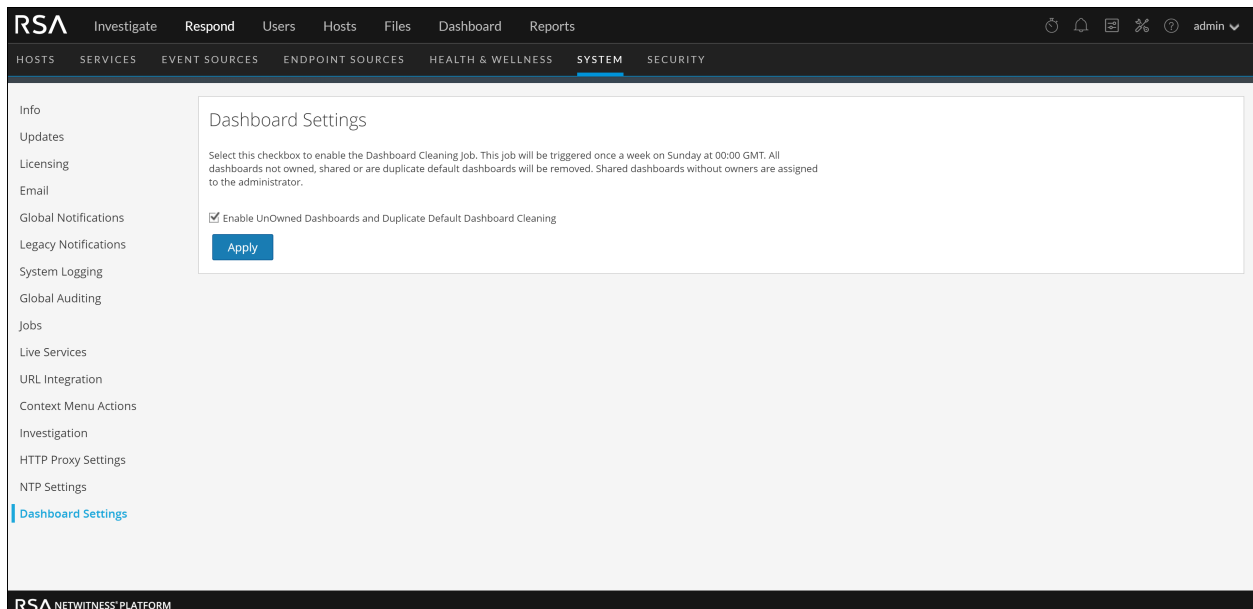 RSA Investigate Respond Users Hosts Files Dashboard Reports admin
HOSTS SERVICES EVENT SOURCES ENDPOINT SOURCES HEALTH & WELLNESS SYSTEM SECURITY
Info
Updates
Licensing
Email
Global Notifications
Legacy Notifications
System Logging
Global Auditing
Jobs
Live Services
URL Integration
Context Menu Actions
Investigation
HTTP Proxy Settings
NTP Settings
Dashboard Settings
Dashboard Settings
Select this checkbox to enable the Dashboard Cleaning Job. This job will be triggered once a week on Sunday at 00:00 GMT. All
dashboards not owned, shared or are duplicate default dashboards will be removed. Shared dashboards without owners are assigned
to the administrator.
Enable UnOwned Dashboards and Duplicate Default Dashboard Cleaning
Apply
RSA NETWITNESS® PLATFORM